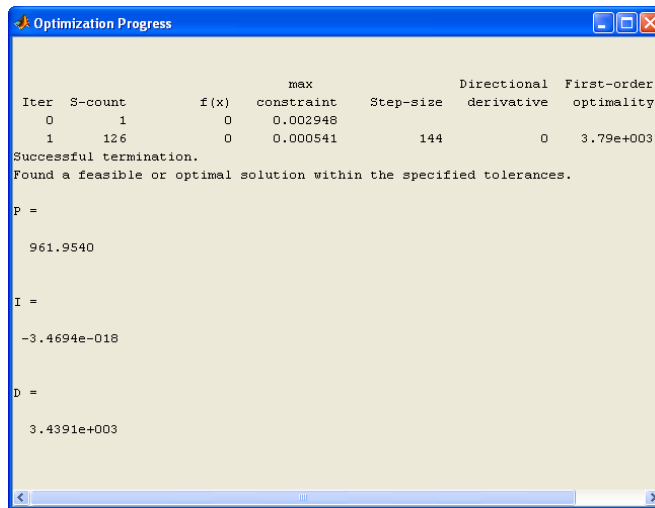 Optimization Progress
max Directional First-order
Iter S-count f(x) constraint Step-size derivative optimality
0 1 0 0.002948
1 126 0 0.000541 144 0 3.79e+003
Successful termination.
Found a feasible or optimal solution within the specified tolerances.
P =
961.9540
I =
-3.4694e-018
D =
3.4391e+003